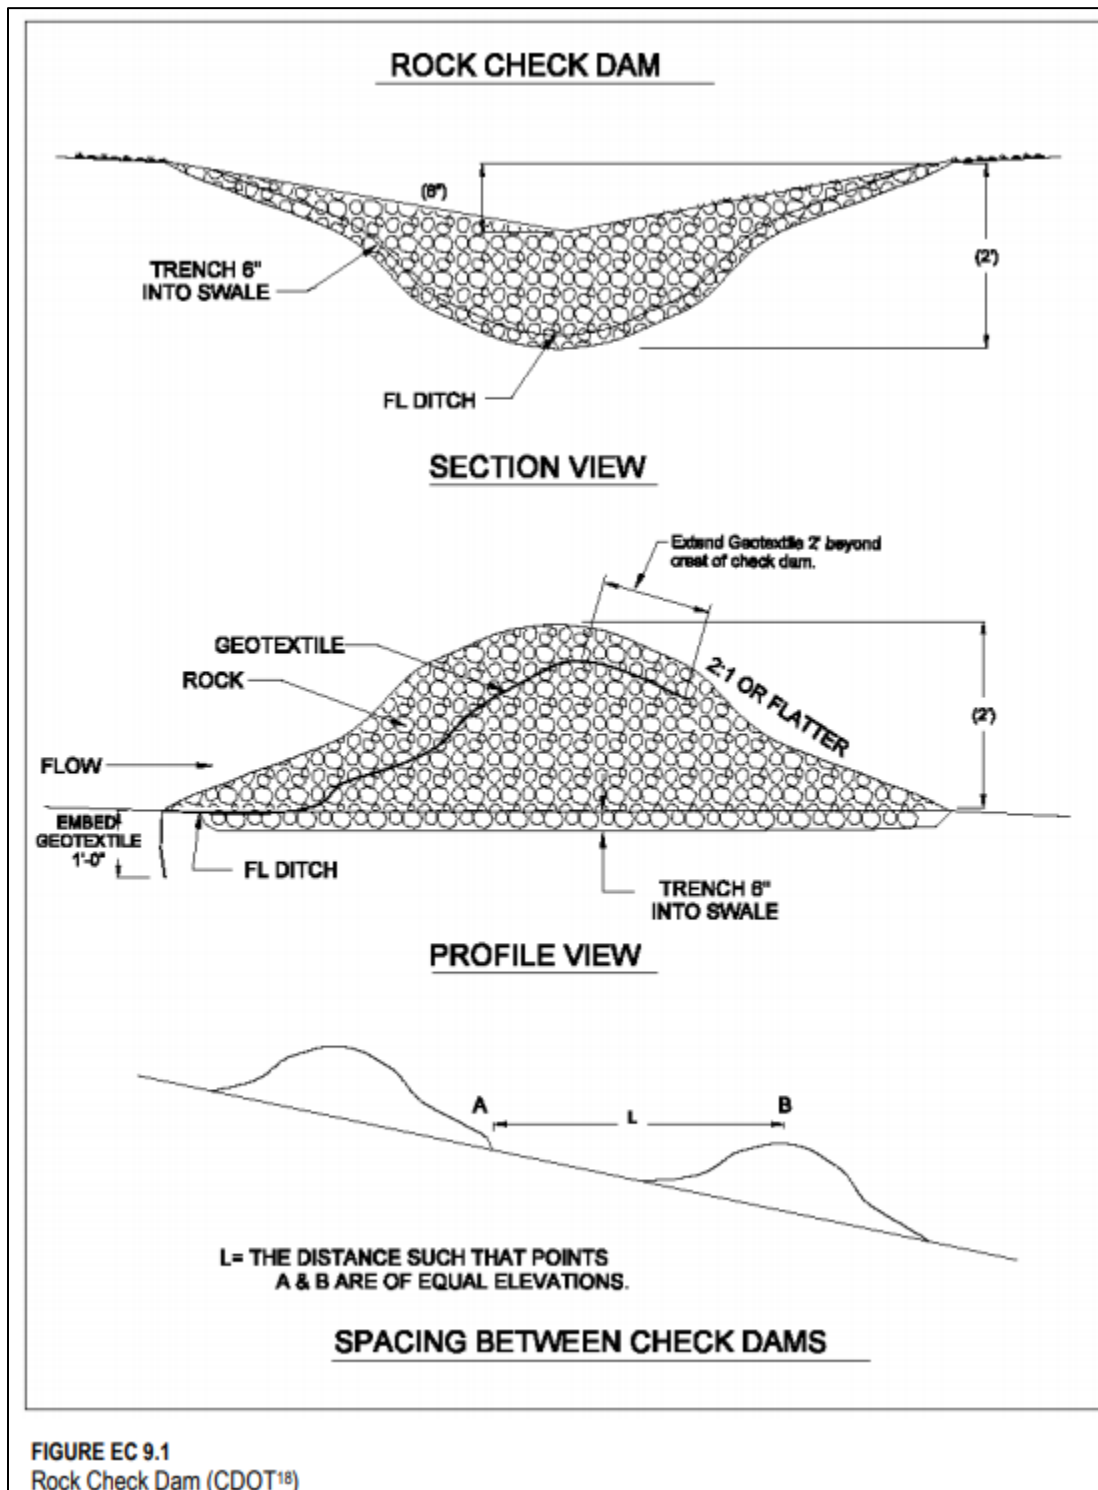 ROCK CHECK DAM
(6")
(2')
TRENCH 6"
INTO SWALE
FL DITCH
SECTION VIEW
Extend Geotextile 2' beyond
crest of check dam.
GEOTEXTILE
ROCK
2:1 OR FLATTER
(2')
FLOW
EMBED
GEOTEXTILE
1'-0"
FL DITCH
TRENCH 6"
INTO SWALE
PROFILE VIEW
A
L
B
L= THE DISTANCE SUCH THAT POINTS
A & B ARE OF EQUAL ELEVATIONS.
SPACING BETWEEN CHECK DAMS
FIGURE EC 9.1
Rock Check Dam (CDOT18)